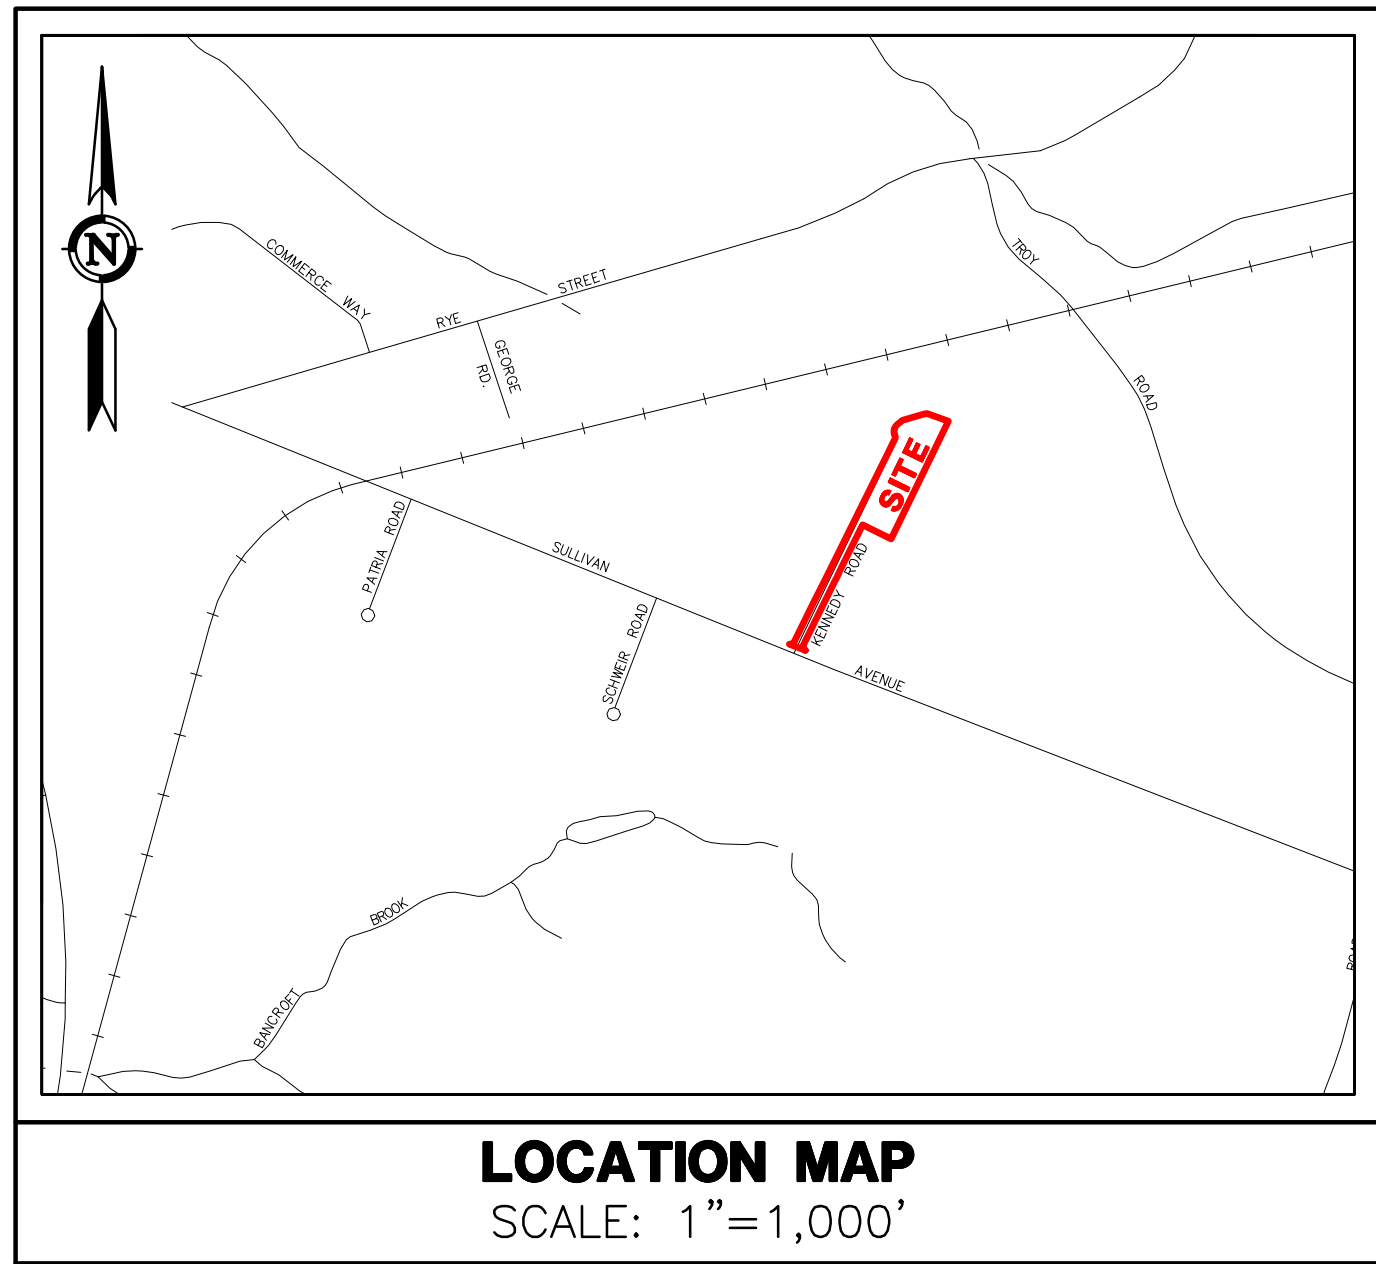 N
COMMERCE WAY
RYE STREET
GEORGE
RD.
TROY ROAD
SITE
KENNEDY ROAD
PATRIA ROAD
SULLIVAN AVENUE
SCHWEIR ROAD
BANCROFT BROOK
LOCATION MAP
SCALE: 1"=1,000'